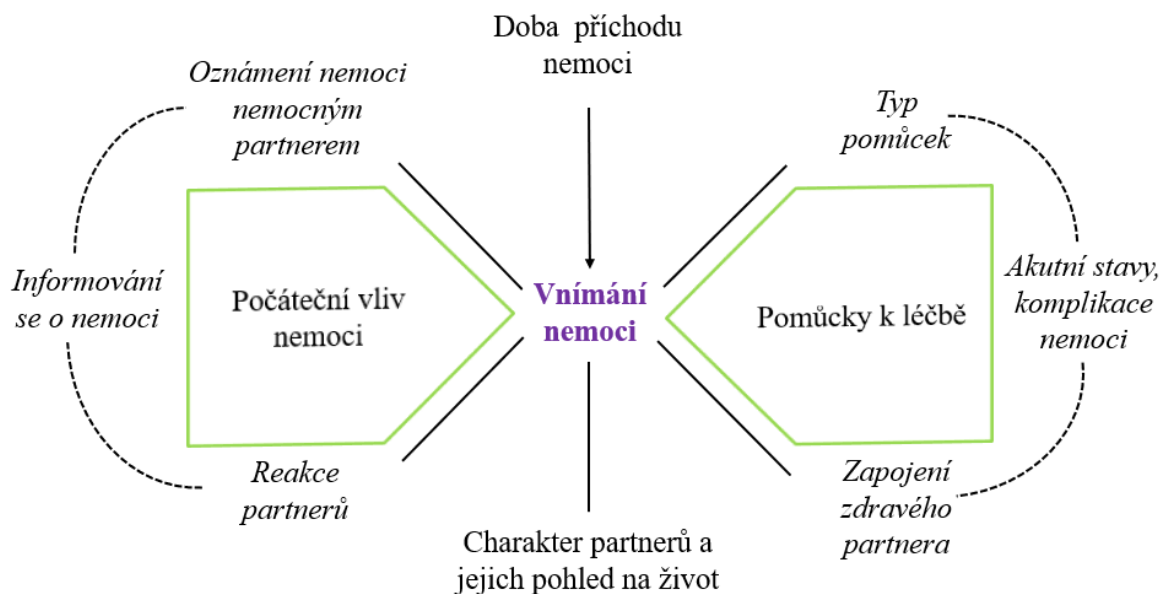 Doba příchodu
nemoci
Oznámení nemoci
nemocným
partnerem
Typ
pomůcek
Informování
se o nemoci
Počáteční vliv
nemoci
Vnímání
nemoci
Pomůcky k léčbě
Akutní stavy,
komplikace
nemoci
Reakce
partnerů
Zapojení
zdravého
partnera
Charakter partnerů a
jejich pohled na život